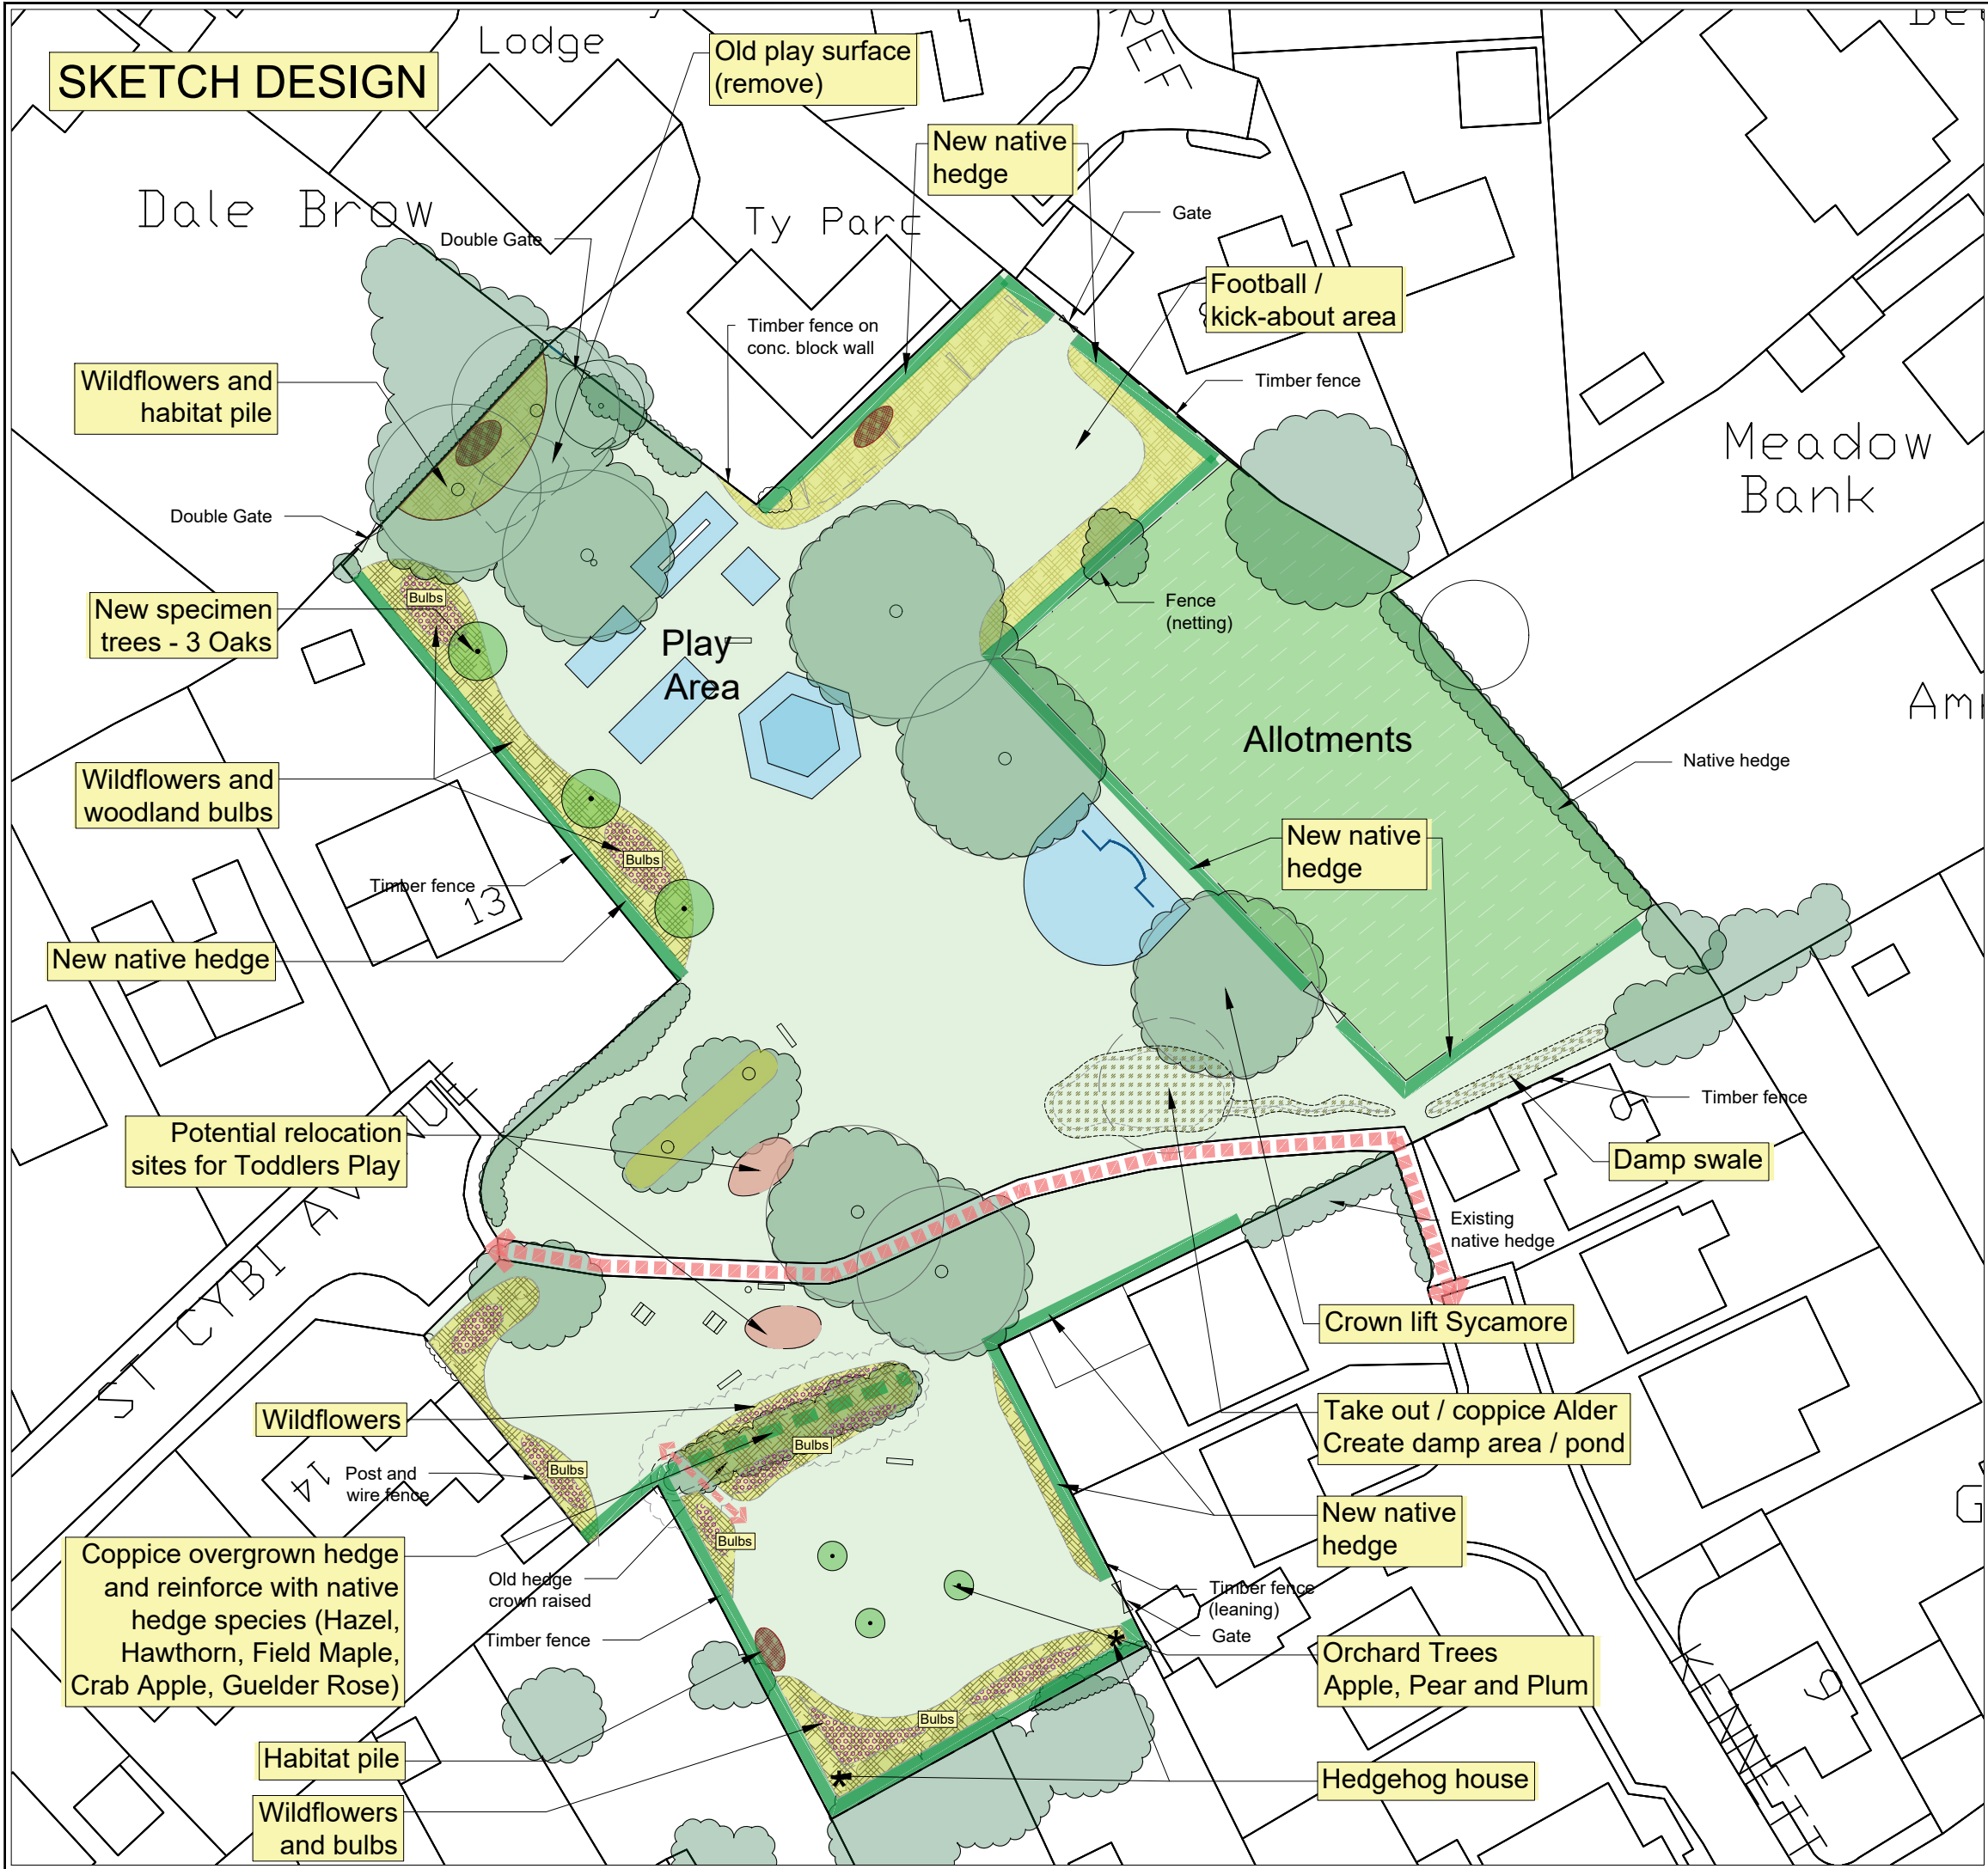 SKETCH DESIGN
Lodge
Old play surface
(remove)
New native
hedge
Dale Brow
Double Gate
Ty Parc
Gate
Football /
kick-about area
Timber fence on
conc. block wall
Timber fence
Wildflowers and
habitat pile
Meadow
Bank
Double Gate
Bulbs
New specimen
trees - 3 Oaks
Fence
(netting)
Play
Area
Allotments
Native hedge
Wildflowers and
woodland bulbs
New native
hedge
Bulbs
Timber fence
13
New native hedge
Timber fence
Potential relocation
sites for Toddlers Play
Damp swale
Existing
native hedge
ST CYBI AVE
Crown lift Sycamore
Wildflowers
Take out / coppice Alder
Create damp area / pond
Bulbs
Bulbs
14
Post and
wire fence
New native
hedge
Bulbs
Coppice overgrown hedge
and reinforce with native
hedge species (Hazel,
Hawthorn, Field Maple,
Crab Apple, Guelder Rose)
Old hedge
crown raised
Timber fence
(leaning)
Gate
Timber fence
Orchard Trees
Apple, Pear and Plum
Bulbs
Habitat pile
Hedgehog house
Wildflowers
and bulbs